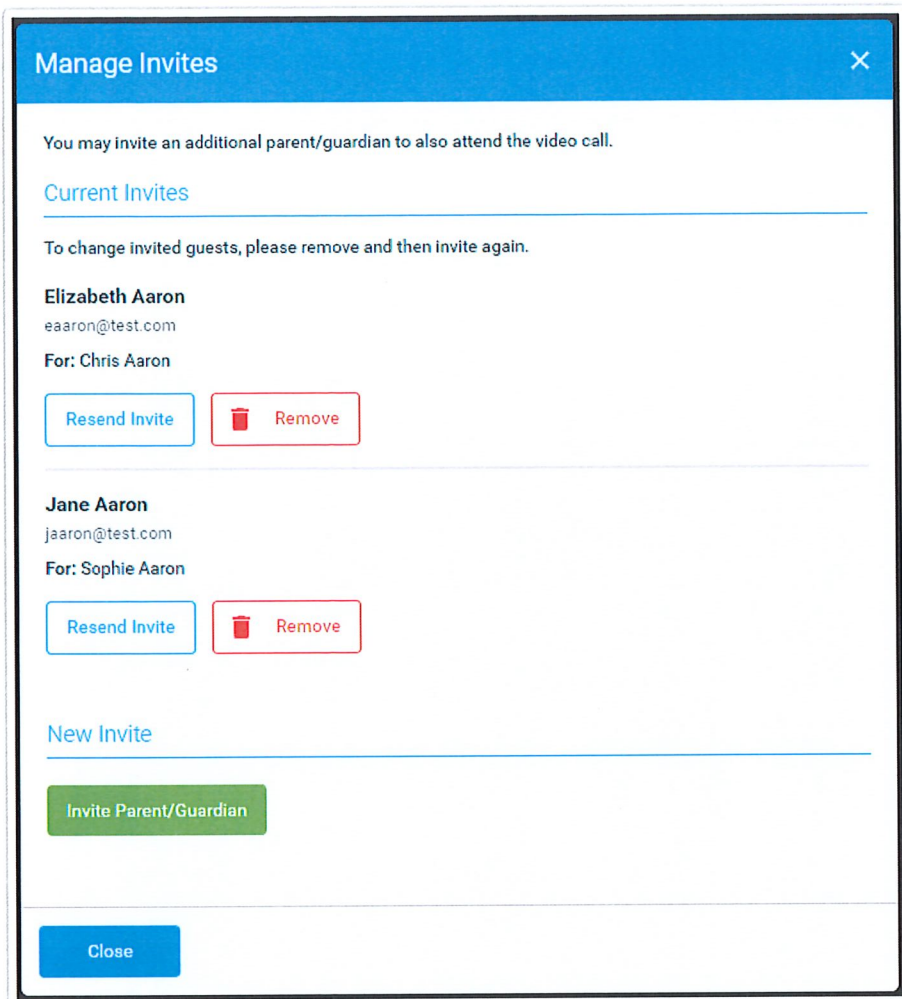 Manage Invites
You may invite an additional parent/guardian to also attend the video call.
Current Invites
To change invited guests, please remove and then invite again.
Elizabeth Aaron
eaaron@test.com
For: Chris Aaron
Resend Invite Remove
Jane Aaron
jaaron@test.com
For: Sophie Aaron
Resend Invite Remove
New Invite
Invite Parent/Guardian
Close